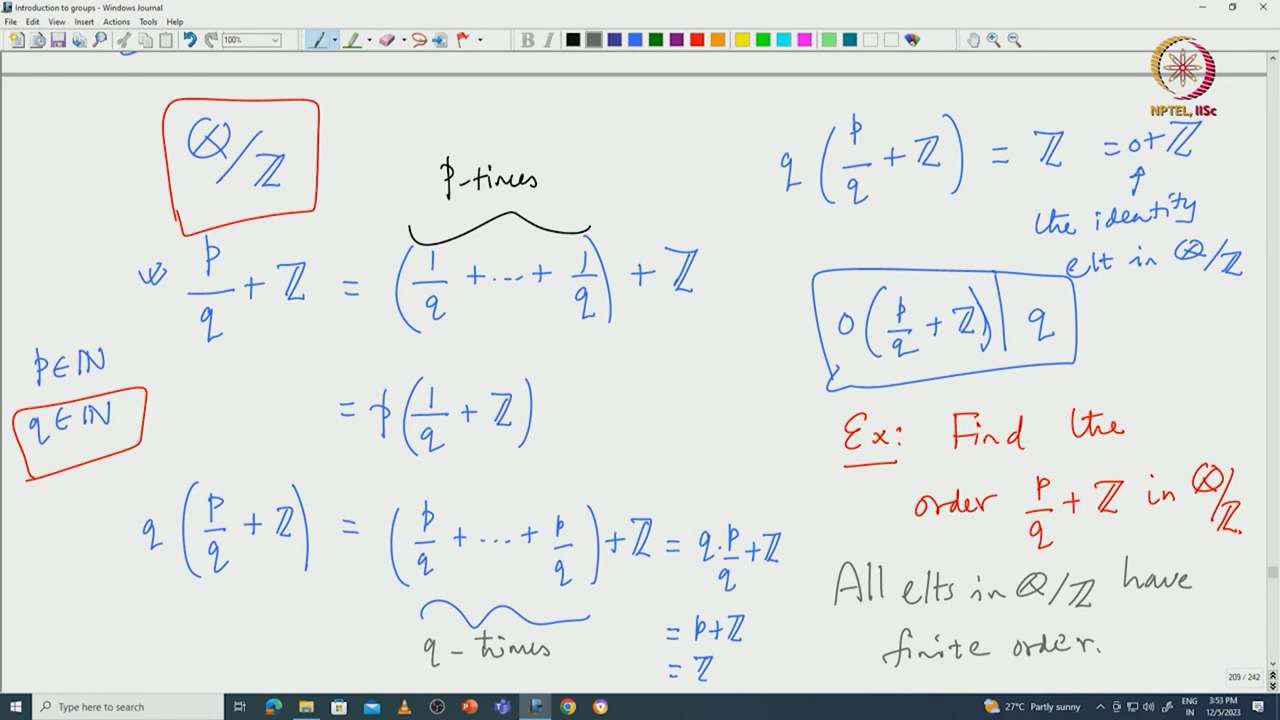 Introduction to groups - Windows Journal
File Edit View Insert Actions Tools Help
100%
B I
NPTEL, IISc
ℚ/ℤ
p-times
p/q + ℤ = (1/q + ... + 1/q) + ℤ
p ∈ ℕ
q ∈ ℕ
= p(1/q + ℤ)
q(p/q + ℤ) = (p/q + ... + p/q) + ℤ = q·p/q + ℤ
q - times
= p + ℤ
= ℤ
q(p/q + ℤ) = ℤ = 0 + ℤ
↑
the identity
elt in ℚ/ℤ
o(p/q + ℤ) | q
Ex: Find the
order p/q + ℤ in ℚ/ℤ.
All elts in ℚ/ℤ have
finite order.
209 / 242
Type here to search
27°C Partly sunny
ENG
IN
3:53 PM
12/5/2023